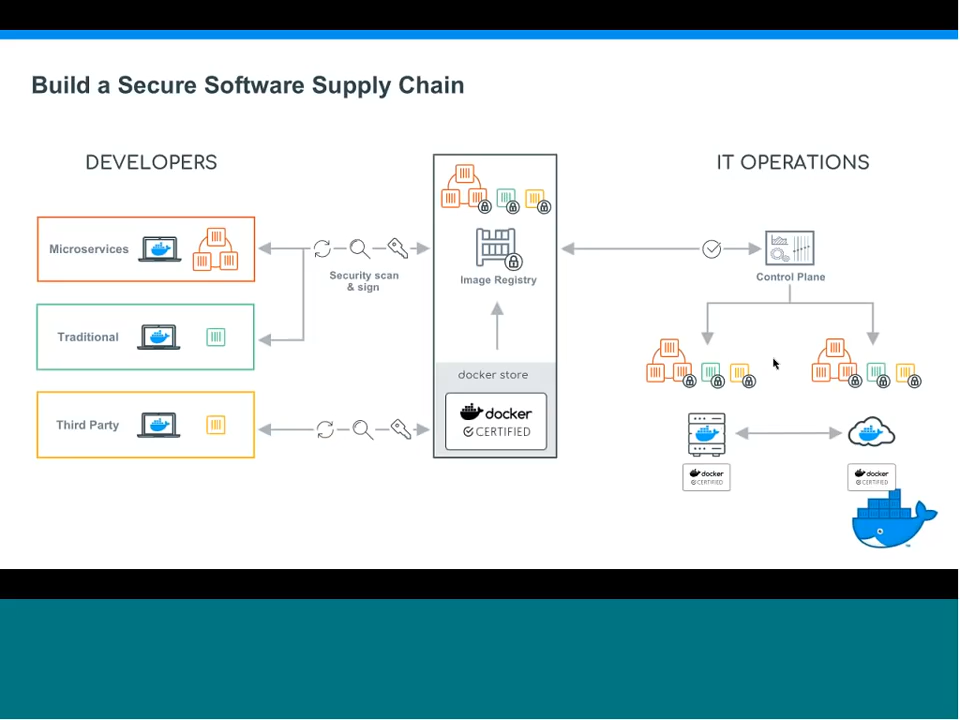 Build a Secure Software Supply Chain
DEVELOPERS
IT OPERATIONS
Microservices
Security scan
& sign
Image Registry
Control Plane
Traditional
docker store
Third Party
docker
CERTIFIED
docker
CERTIFIED
docker
CERTIFIED